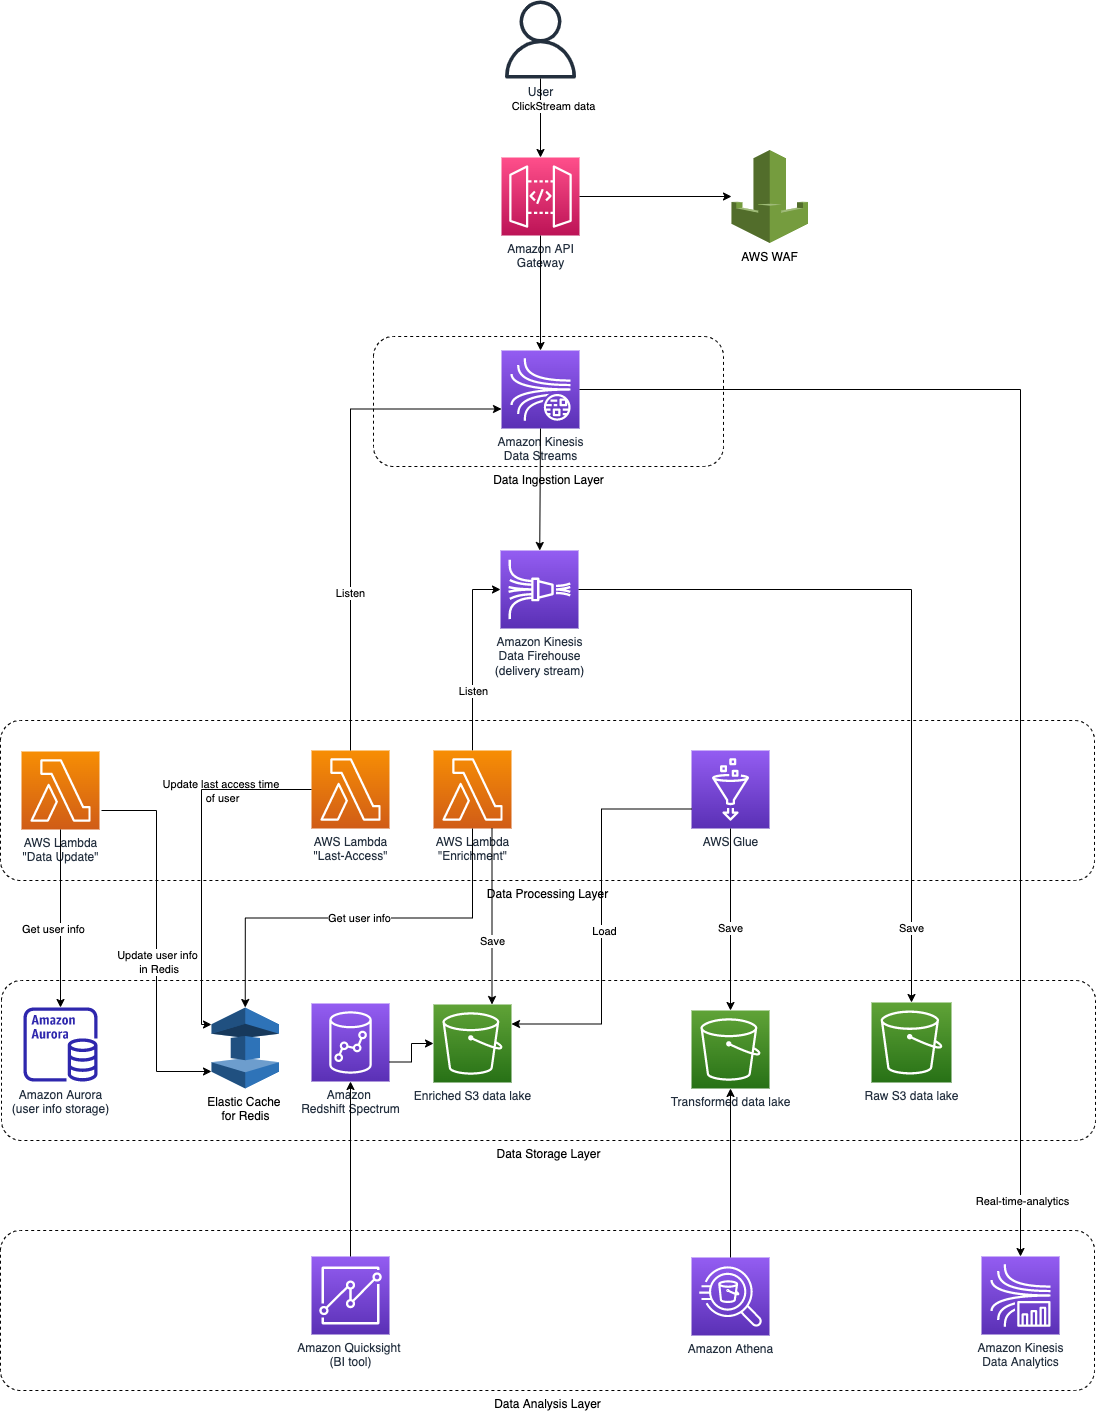 User
ClickStream data
Amazon API
Gateway
AWS WAF
Amazon Kinesis
Data Streams
Data Ingestion Layer
Listen
Amazon Kinesis
Data Firehouse
(delivery stream)
Listen
Update last access time
of user
AWS Lambda
"Data Update"
AWS Lambda
"Last-Access"
AWS Lambda
"Enrichment"
AWS Glue
Data Processing Layer
Get user info
Get user info
Save
Load
Save
Save
Update user info
in Redis
Amazon
Aurora
Amazon Aurora
(user info storage)
Elastic Cache
for Redis
Amazon
Redshift Spectrum
Enriched S3 data lake
Transformed data lake
Raw S3 data lake
Data Storage Layer
Real-time-analytics
Amazon Quicksight
(BI tool)
Amazon Athena
Amazon Kinesis
Data Analytics
Data Analysis Layer